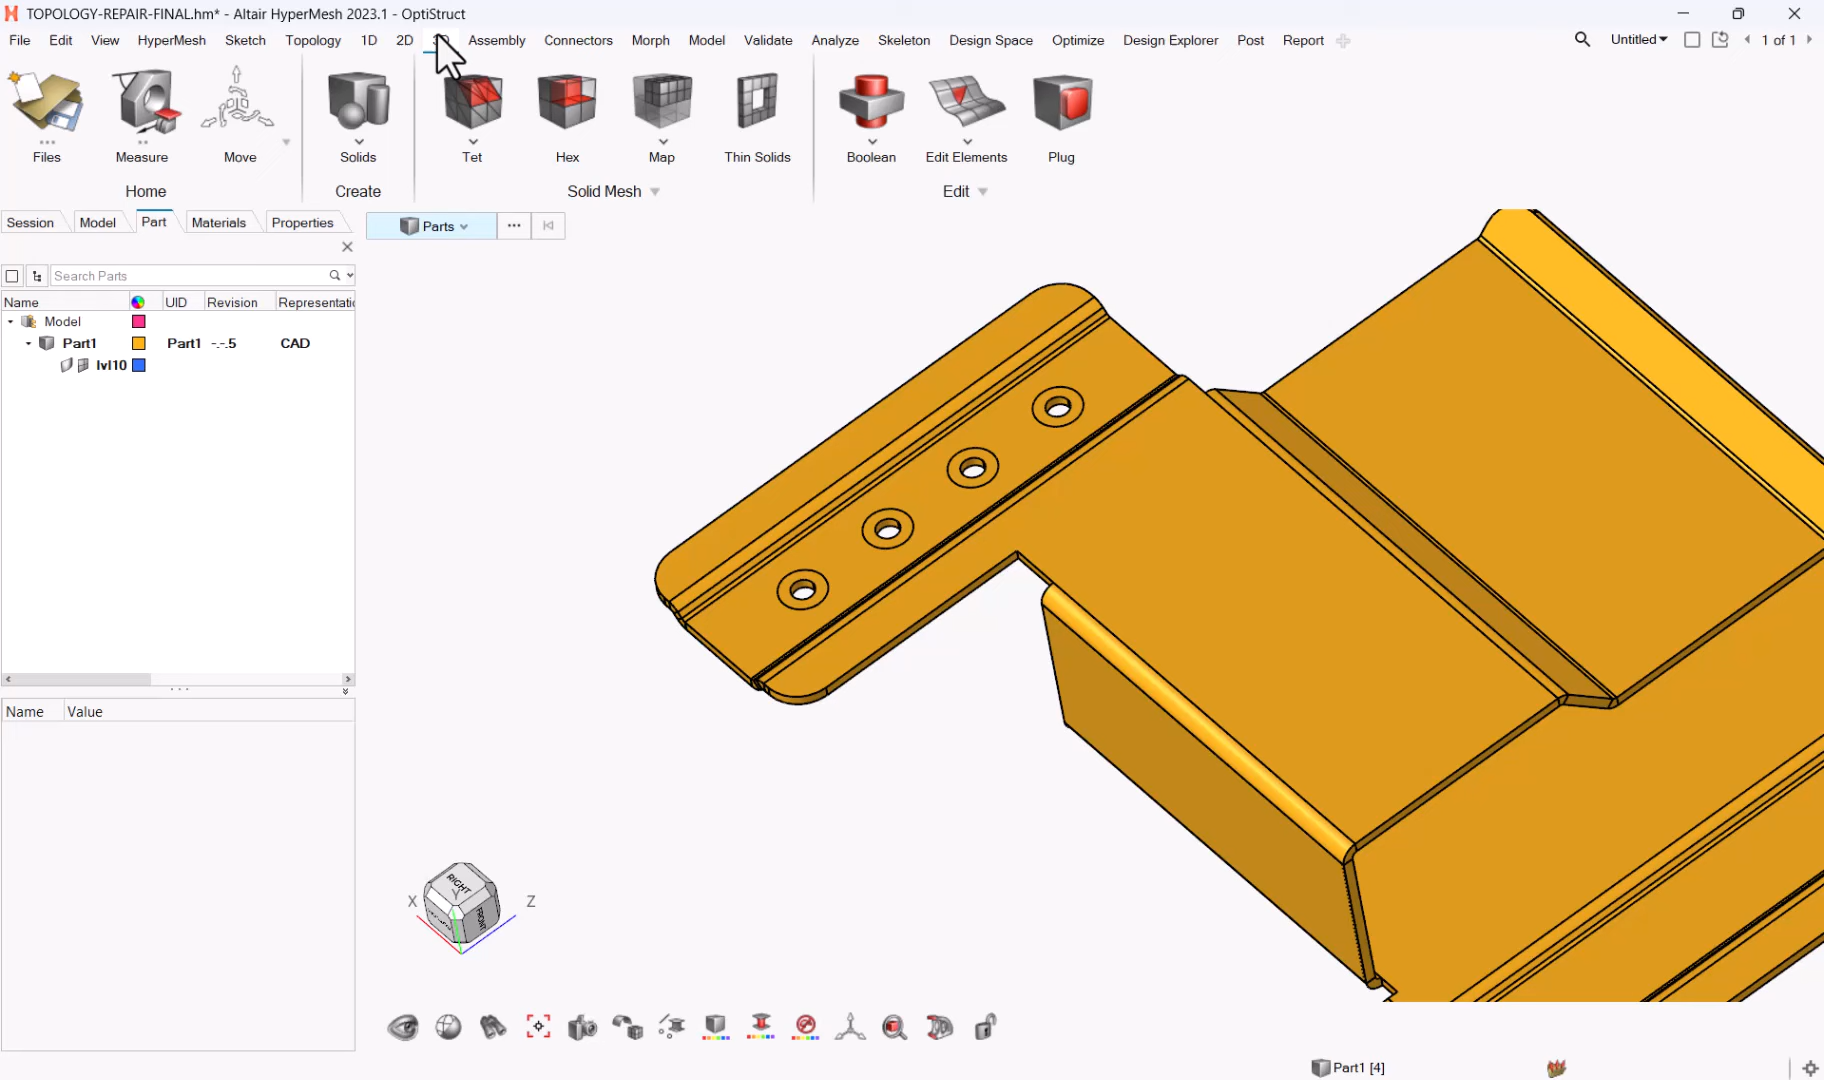 TOPOLOGY-REPAIR-FINAL.hm* - Altair HyperMesh 2023.1 - OptiStruct
File Edit View HyperMesh Sketch Topology 1D 2D Assembly Connectors Morph Model Validate Analyze Skeleton Design Space Optimize Design Explorer Post Report Untitled 1 of 1
Files Measure Move Solids Tet Hex Map Thin Solids Boolean Edit Elements Plug
Home Create Solid Mesh Edit
Session Model Part Materials Properties
Parts
Search Parts
Name UID Revision
Model
Part1 Part1 -.-.5 CAD
lvl10
Name Value
RIGHT
FRONT
X Y Z
Part1 [4]